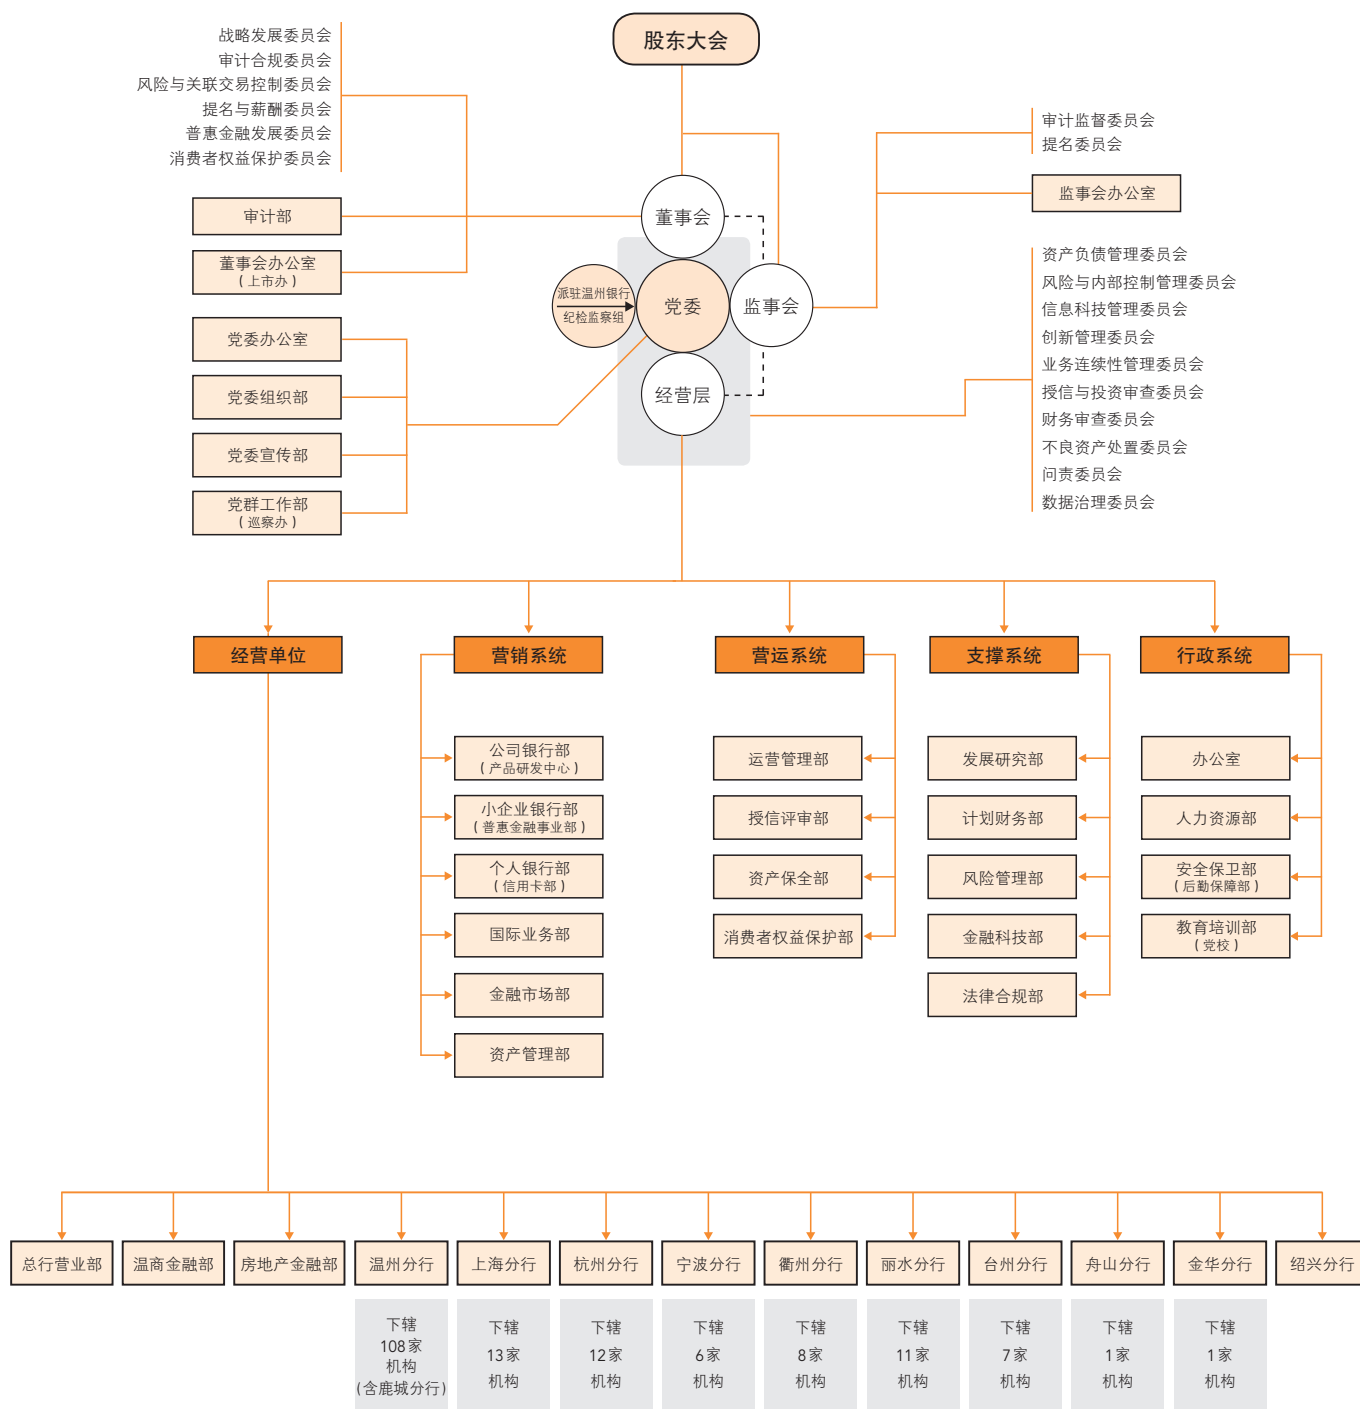 股东大会
战略发展委员会
审计合规委员会
风险与关联交易控制委员会
提名与薪酬委员会
普惠金融发展委员会
消费者权益保护委员会
审计部
董事会办公室
(上市办)
党委办公室
党委组织部
党委宣传部
党群工作部
(巡察办)
董事会
派驻温州银行
纪检监察组
党委
监事会
经营层
审计监督委员会
提名委员会
监事会办公室
资产负债管理委员会
风险与内部控制管理委员会
信息科技管理委员会
创新管理委员会
业务连续性管理委员会
授信与投资审查委员会
财务审查委员会
不良资产处置委员会
问责委员会
数据治理委员会
经营单位
营销系统
营运系统
支撑系统
行政系统
公司银行部
(产品研发中心)
小企业银行部
(普惠金融事业部)
个人银行部
(信用卡部)
国际业务部
金融市场部
资产管理部
运营管理部
授信评审部
资产保全部
消费者权益保护部
发展研究部
计划财务部
风险管理部
金融科技部
法律合规部
办公室
人力资源部
安全保卫部
(后勤保障部)
教育培训部
(党校)
总行营业部
温商金融部
房地产金融部
温州分行
上海分行
杭州分行
宁波分行
衢州分行
丽水分行
台州分行
舟山分行
金华分行
绍兴分行
下辖
108家
机构
(含鹿城分行)
下辖
13家
机构
下辖
12家
机构
下辖
6家
机构
下辖
8家
机构
下辖
11家
机构
下辖
7家
机构
下辖
1家
机构
下辖
1家
机构